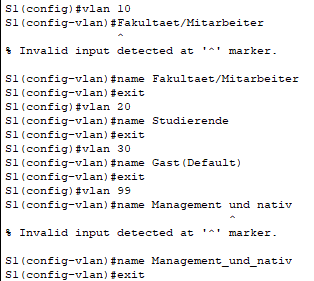 S1(config)#vlan 10
S1(config-vlan)#Fakultaet/Mitarbeiter
^
% Invalid input detected at '^' marker.
S1(config-vlan)#name Fakultaet/Mitarbeiter
S1(config-vlan)#exit
S1(config)#vlan 20
S1(config-vlan)#name Studierende
S1(config-vlan)#exit
S1(config)#vlan 30
S1(config-vlan)#name Gast(Default)
S1(config-vlan)#exit
S1(config)#vlan 99
S1(config-vlan)#name Management und nativ
^
% Invalid input detected at '^' marker.
S1(config-vlan)#name Management_und_nativ
S1(config-vlan)#exit